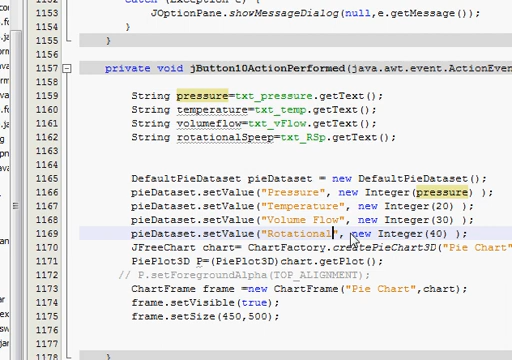 1152 catch (Exception e) {
1153 JOptionPane.showMessageDialog(null,e.getMessage());
1154 }
1155 }
1156
1157 private void jButton10ActionPerformed(java.awt.event.ActionEven
1158
1159 String pressure=txt_pressure.getText();
1160 String temperature=txt_temp.getText();
1161 String volumeflow=txt_vFlow.getText();
1162 String rotationalSpeep=txt_RSp.getText();
1163
1164
1165 DefaultPieDataset pieDataset = new DefaultPieDataset();
1166 pieDataset.setValue("Pressure", new Integer(pressure) );
1167 pieDataset.setValue("Temperature", new Integer(20) );
1168 pieDataset.setValue("Volume Flow", new Integer(30) );
1169 pieDataset.setValue("Rotational", new Integer(40) );
1170 JFreeChart chart= ChartFactory.createPieChart3D("Pie Chart"
1171 PiePlot3D P=(PiePlot3D)chart.getPlot();
1172 // P.setForegroundAlpha(TOP_ALIGNMENT);
1173 ChartFrame frame =new ChartFrame("Pie Chart",chart);
1174 frame.setVisible(true);
1175 frame.setSize(450,500);
1176
1177
1178 }